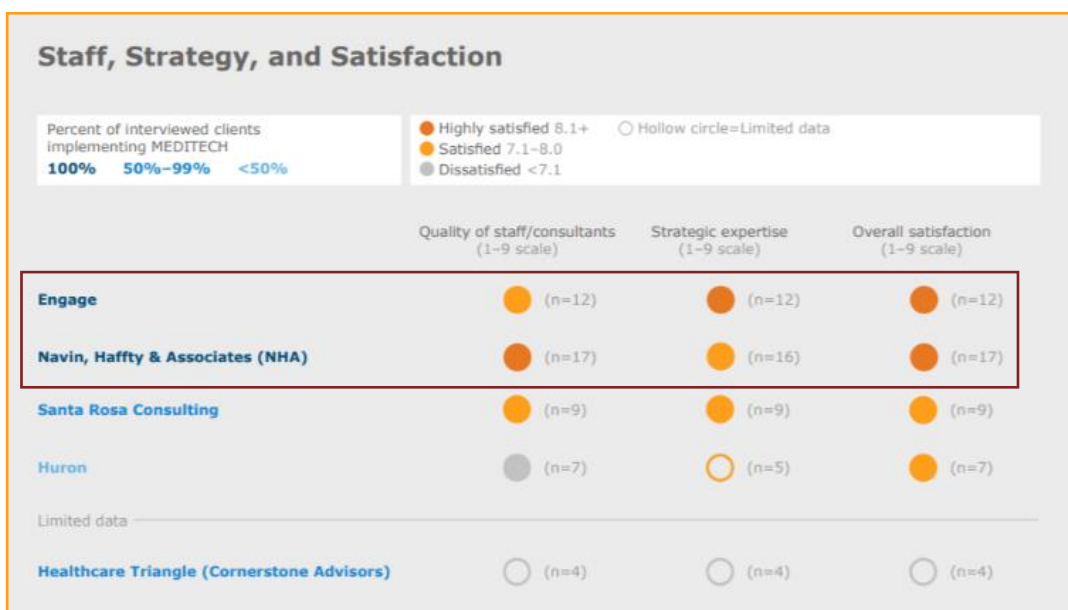 Staff, Strategy, and Satisfaction
Percent of interviewed clients
implementing MEDITECH
100% 50%–99% <50%
Highly satisfied 8.1+ Hollow circle=Limited data
Satisfied 7.1–8.0
Dissatisfied <7.1
Quality of staff/consultants Strategic expertise Overall satisfaction
(1–9 scale) (1–9 scale) (1–9 scale)
Engage (n=12) (n=12) (n=12)
Navin, Haffty & Associates (NHA) (n=17) (n=16) (n=17)
Santa Rosa Consulting (n=9) (n=9) (n=9)
Huron (n=7) (n=5) (n=7)
Limited data
Healthcare Triangle (Cornerstone Advisors) (n=4) (n=4) (n=4)